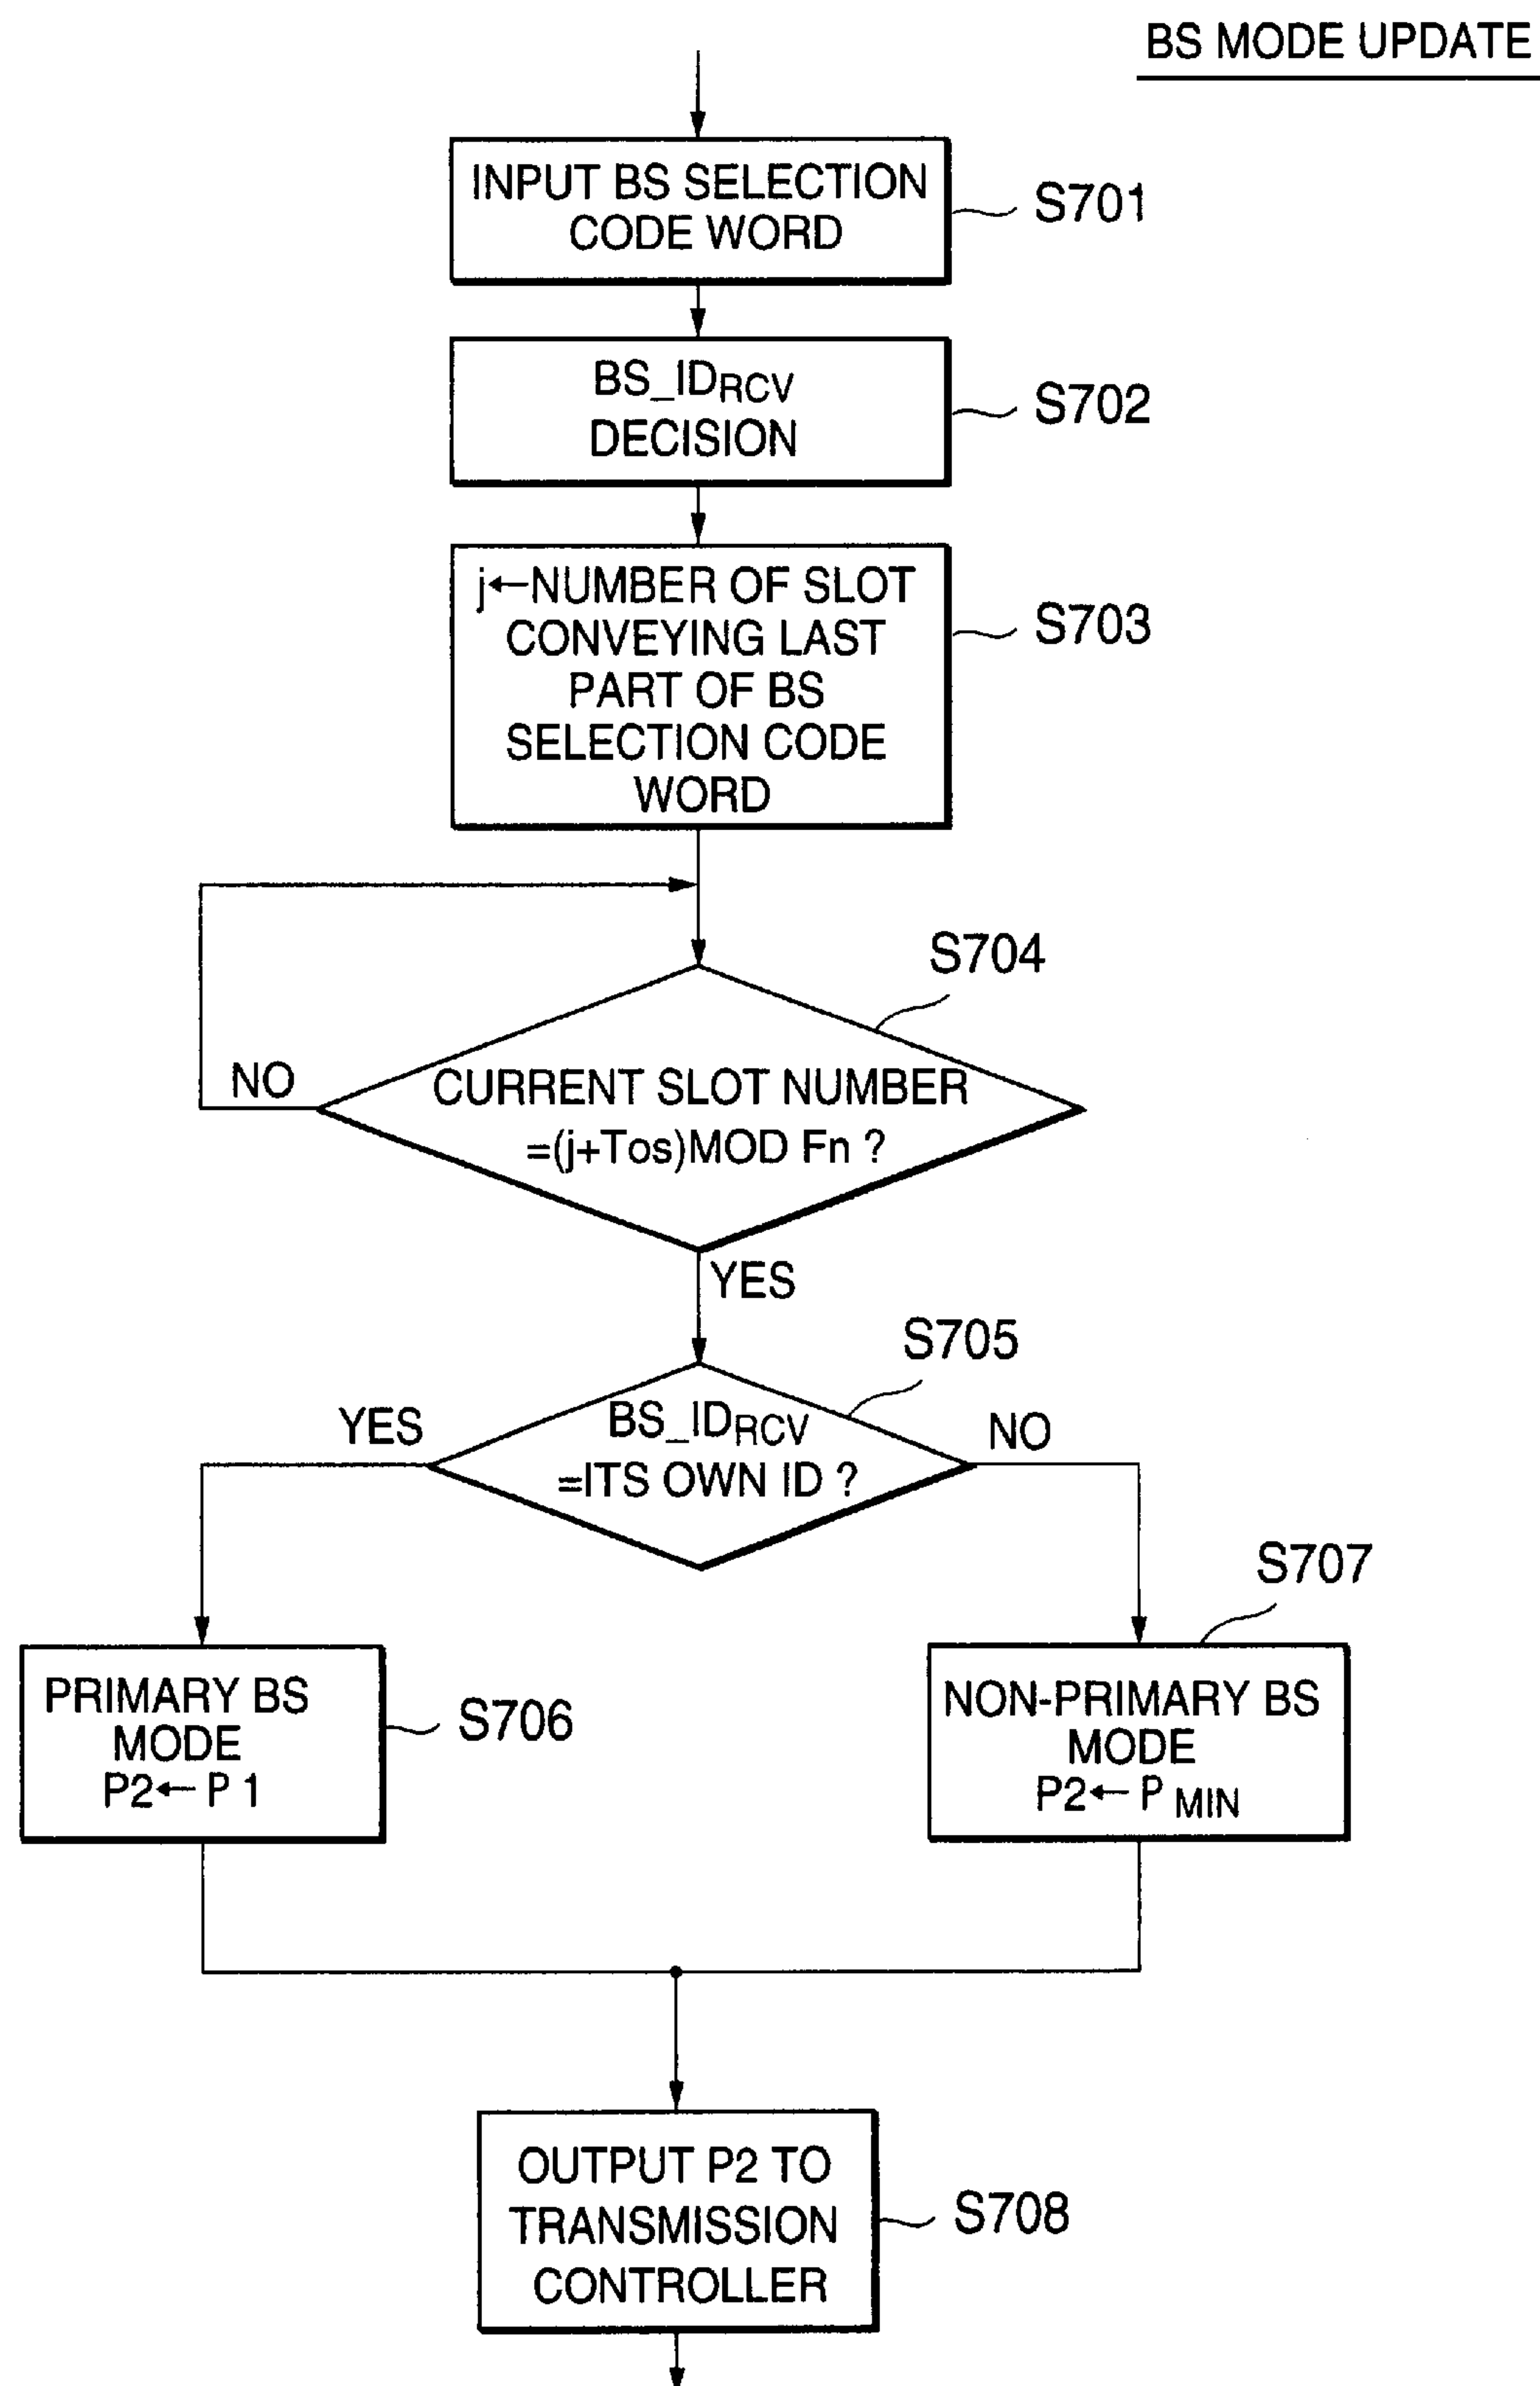 BS MODE UPDATE
INPUT BS SELECTION
CODE WORD
S701
BS_IDRCV
DECISION
S702
j←NUMBER OF SLOT
CONVEYING LAST
PART OF BS
SELECTION CODE
WORD
S703
S704
NO
CURRENT SLOT NUMBER
=(j+Tos)MOD Fn ?
YES
S705
YES
BS_IDRCV
=ITS OWN ID ?
NO
S707
PRIMARY BS
MODE
P2← P 1
S706
NON-PRIMARY BS
MODE
P2← P MIN
OUTPUT P2 TO
TRANSMISSION
CONTROLLER
S708